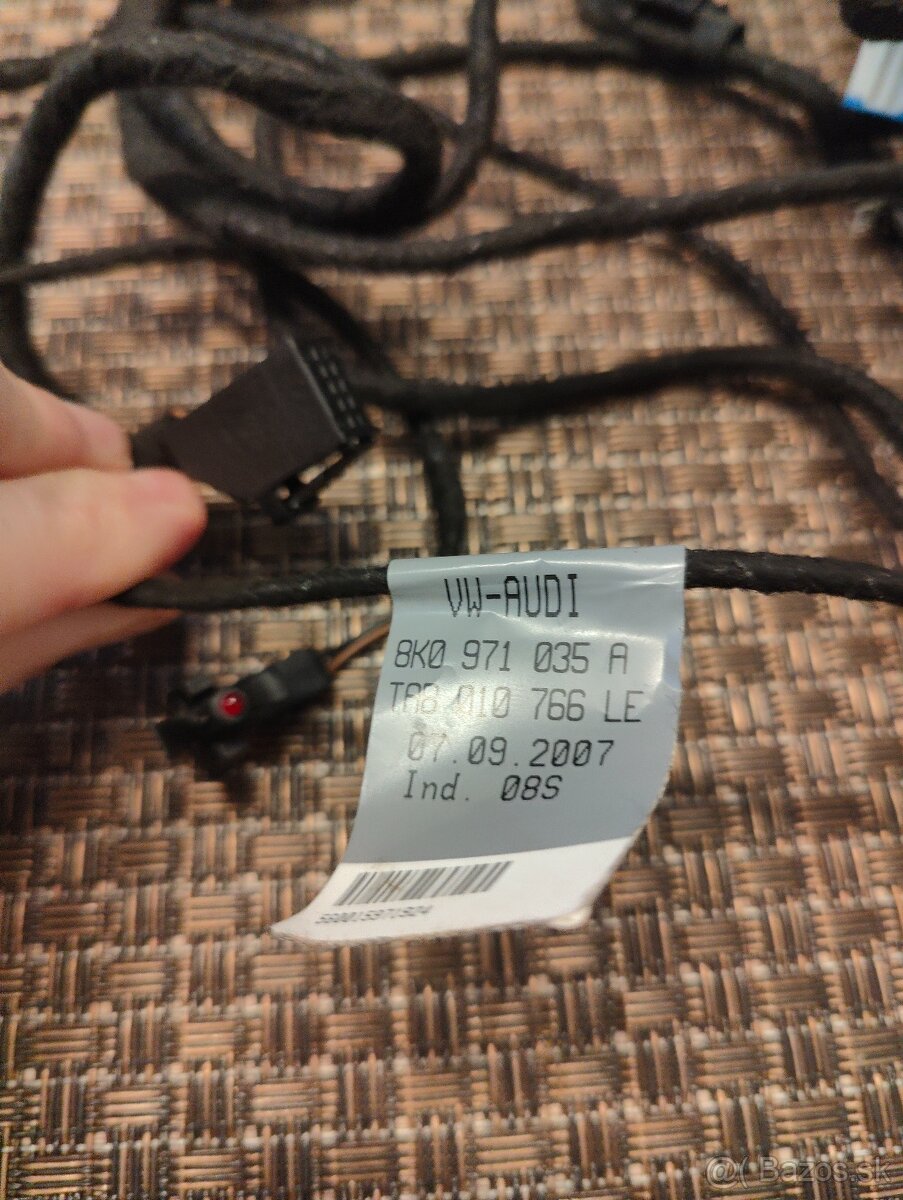 VW-AUDI
8K0 971 035 A
TAB 010 766 LE
07.09.2007
Ind. 08S
@( Bazos.sk